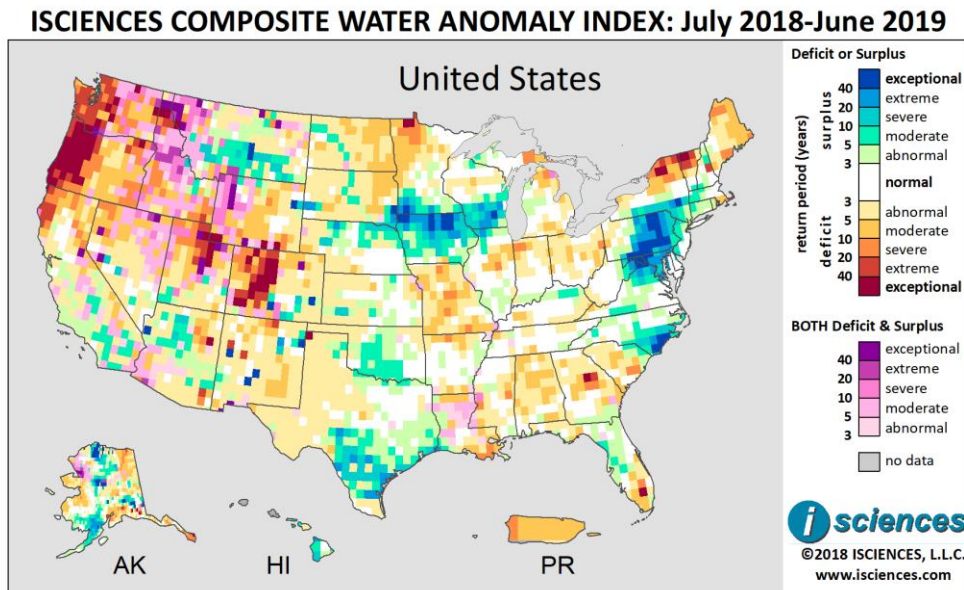 ISCIENCES COMPOSITE WATER ANOMALY INDEX: July 2018-June 2019
United States
AK
HI
PR
Deficit or Surplus
return period (years)
surplus
deficit
exceptional
40
extreme
20
severe
10
moderate
5
abnormal
3
normal
3
abnormal
5
moderate
10
severe
20
extreme
40
exceptional
BOTH Deficit & Surplus
exceptional
40
extreme
20
severe
10
moderate
5
abnormal
3
no data
i sciences
©2018 ISCIENCES, L.L.C.
www.isciences.com